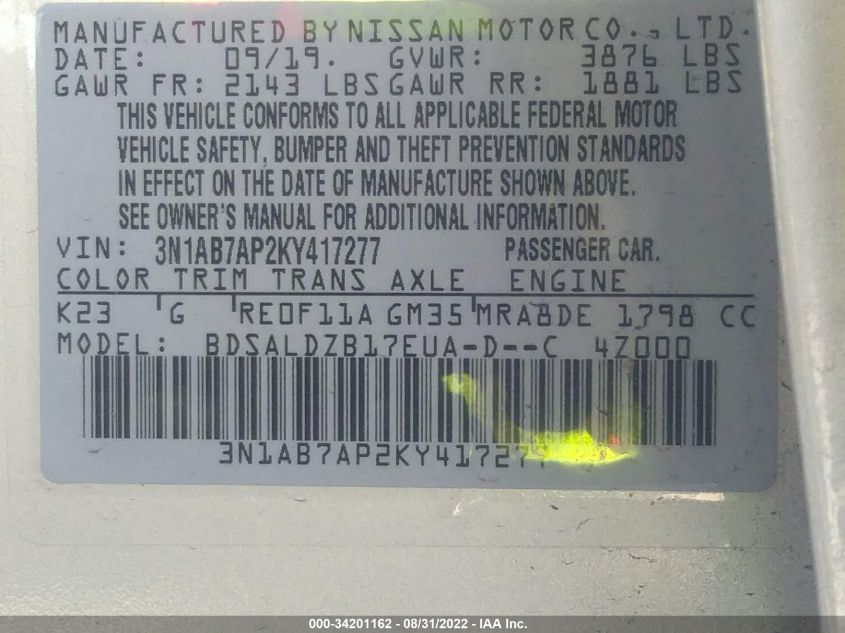 MANUFACTURED BY NISSAN MOTOR CO., LTD.
DATE: 09/19. GVWR: 3876 LBS
GAWR FR: 2143 LBS GAWR RR: 1881 LBS
THIS VEHICLE CONFORMS TO ALL APPLICABLE FEDERAL MOTOR
VEHICLE SAFETY, BUMPER AND THEFT PREVENTION STANDARDS
IN EFFECT ON THE DATE OF MANUFACTURE SHOWN ABOVE.
SEE OWNER'S MANUAL FOR ADDITIONAL INFORMATION.
VIN: 3N1AB7AP2KY417277 PASSENGER CAR.
COLOR TRIM TRANS AXLE ENGINE
K23 G RE0F11A GM35 MRA8DE 1798 CC
MODEL: BDSALDZB17EUA-D--C 4Z000
3N1AB7AP2KY417277
000-34201162 - 08/31/2022 - IAA Inc.